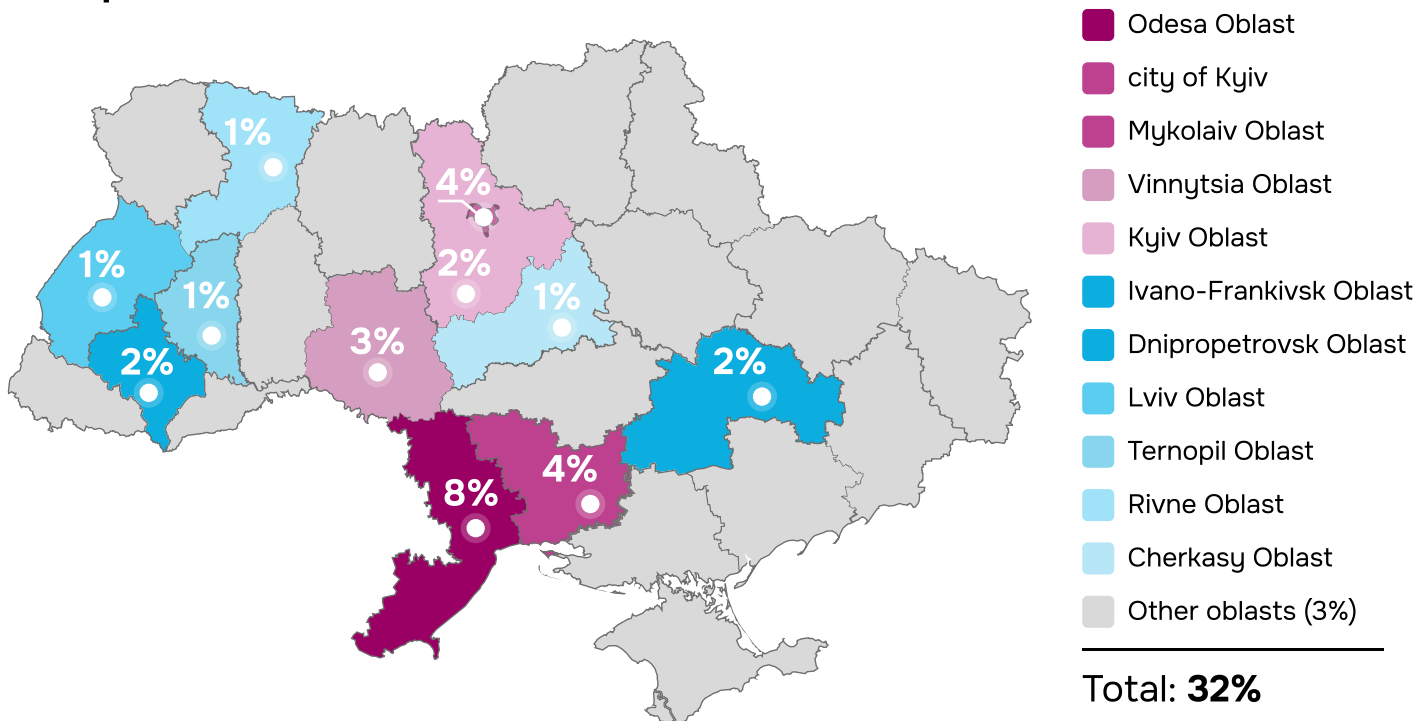 Odesa Oblast
city of Kyiv
Mykolaiv Oblast
Vinnytsia Oblast
Kyiv Oblast
Ivano-Frankivsk Oblast
Dnipropetrovsk Oblast
Lviv Oblast
Ternopil Oblast
Rivne Oblast
Cherkasy Oblast
Other oblasts (3%)
Total: 32%
1%
4%
1%
2%
1%
1%
3%
2%
2%
4%
8%